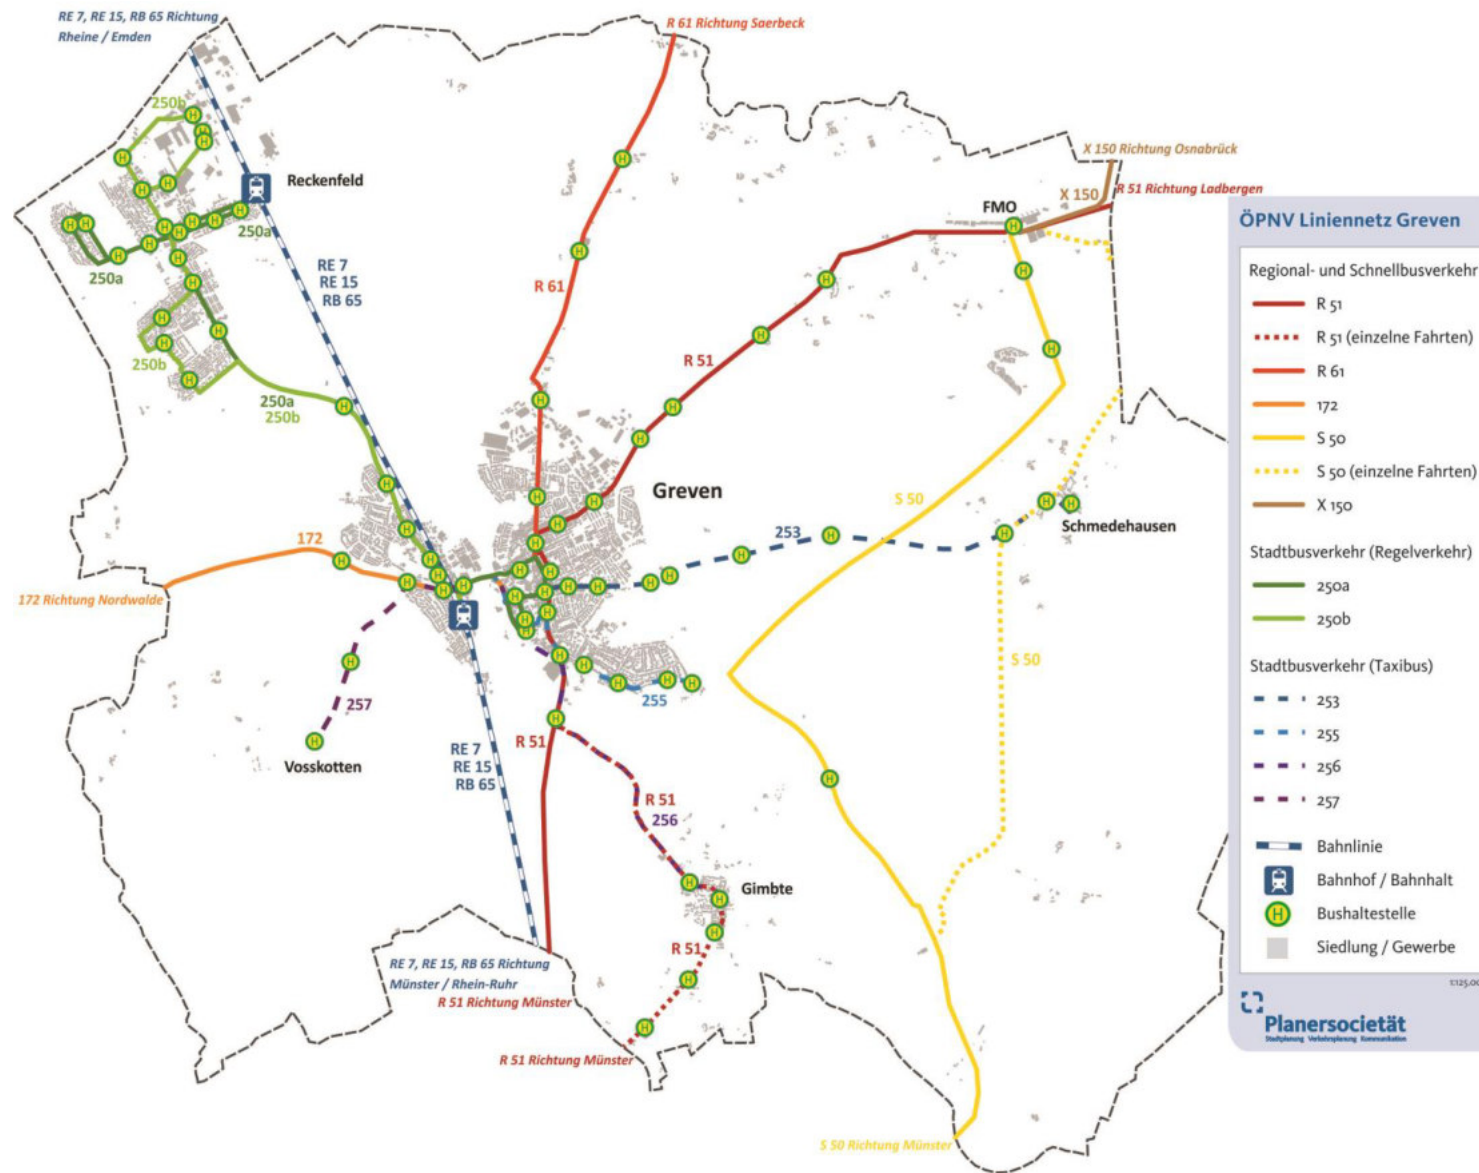 RE 7, RE 15, RB 65 Richtung
Rheine / Emden
R 61 Richtung Saerbeck
250b
Reckenfeld
X 150 Richtung Osnabrück
X 150
R 51 Richtung Ladbergen
FMO
250a
250a
RE 7
RE 15
RB 65
R 61
R 51
250b
250a
250b
Greven
S 50
Schmedehausen
253
172
172 Richtung Nordwalde
S 50
257
255
Vosskotten
R 51
RE 7
RE 15
RB 65
R 51
256
Gimbte
R 51
RE 7, RE 15, RB 65 Richtung
Münster / Rhein-Ruhr
R 51 Richtung Münster
R 51 Richtung Münster
S 50 Richtung Münster
ÖPNV Liniennetz Greven
Regional- und Schnellbusverkehr
R 51
R 51 (einzelne Fahrten)
R 61
172
S 50
S 50 (einzelne Fahrten)
X 150
Stadtbusverkehr (Regelverkehr)
250a
250b
Stadtbusverkehr (Taxibus)
253
255
256
257
Bahnlinie
Bahnhof / Bahnhalt
H Bushaltestelle
Siedlung / Gewerbe
Planersocietät
Stadtplanung Verkehrsplanung Kommunikation